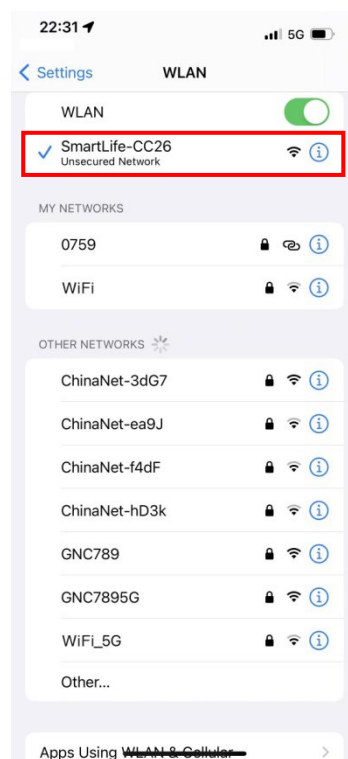 22:31
5G
Settings
WLAN
WLAN
SmartLife-CC26
Unsecured Network
MY NETWORKS
0759
WiFi
OTHER NETWORKS
ChinaNet-3dG7
ChinaNet-ea9J
ChinaNet-f4dF
ChinaNet-hD3k
GNC789
GNC7895G
WiFi_5G
Other...
Apps Using WLAN & Cellular